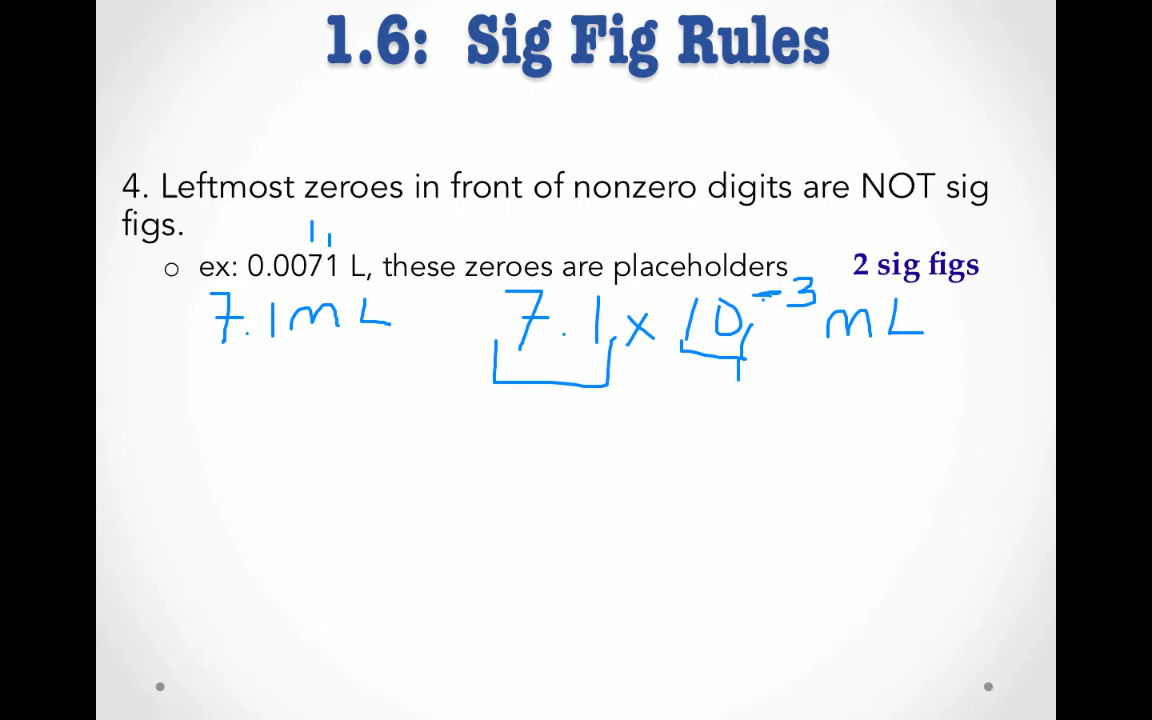 1.6: Sig Fig Rules
4. Leftmost zeroes in front of nonzero digits are NOT sig
figs.
ex: 0.0071 L, these zeroes are placeholders 2 sig figs
7.1 mL 7.1 x 10⁻³ mL